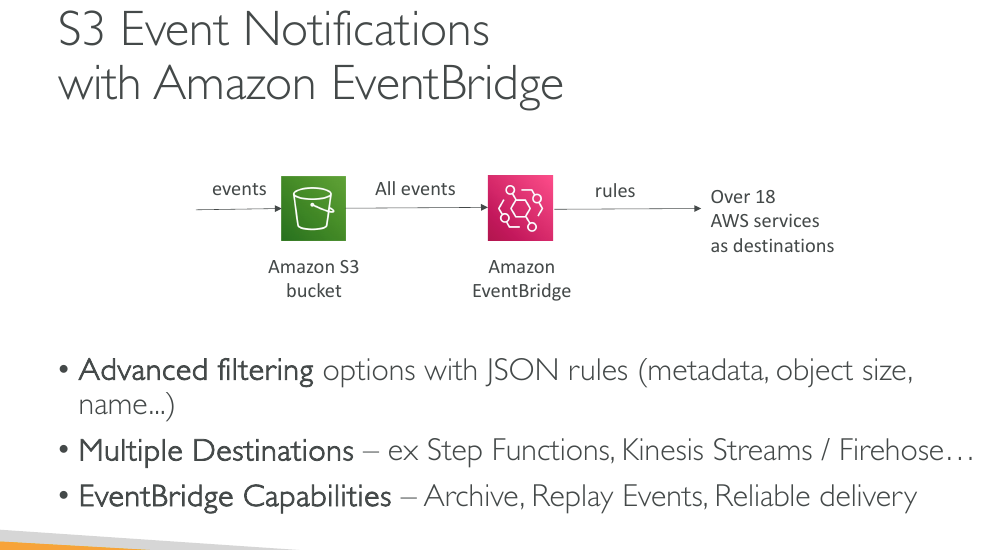 S3 Event Notifications
with Amazon EventBridge
events
All events
rules
Over 18
AWS services
as destinations
Amazon S3
bucket
Amazon
EventBridge
• Advanced filtering options with JSON rules (metadata, object size,
name...)
• Multiple Destinations – ex Step Functions, Kinesis Streams / Firehose…
• EventBridge Capabilities – Archive, Replay Events, Reliable delivery